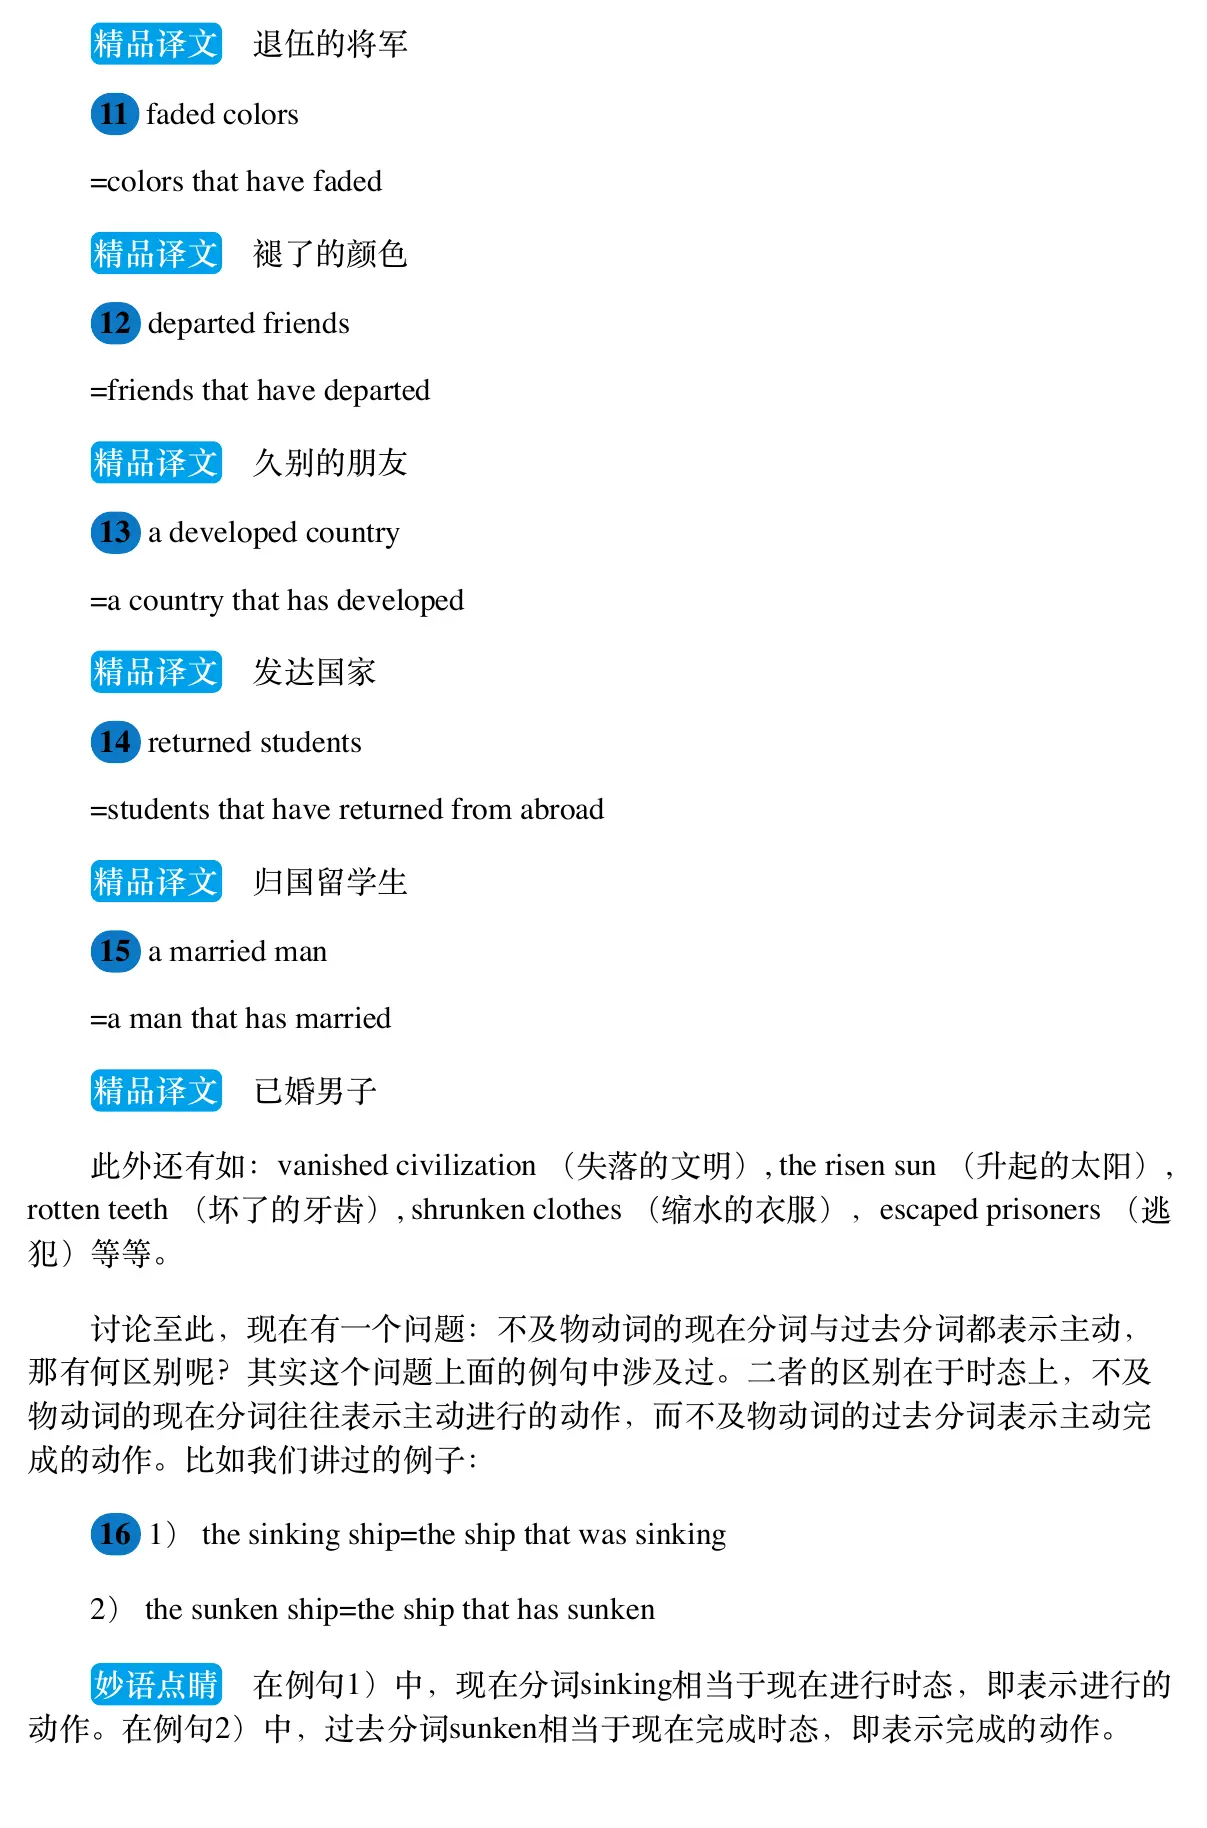 精品译文 退伍的将军
11 faded colors
=colors that have faded
精品译文 褪了的颜色
12 departed friends
=friends that have departed
精品译文 久别的朋友
13 a developed country
=a country that has developed
精品译文 发达国家
14 returned students
=students that have returned from abroad
精品译文 归国留学生
15 a married man
=a man that has married
精品译文 已婚男子
此外还有如：vanished civilization （失落的文明）, the risen sun （升起的太阳）,
rotten teeth （坏了的牙齿）, shrunken clothes （缩水的衣服）， escaped prisoners （逃
犯）等等。
讨论至此，现在有一个问题：不及物动词的现在分词与过去分词都表示主动，
那有何区别呢？其实这个问题上面的例句中涉及过。二者的区别在于时态上，不及
物动词的现在分词往往表示主动进行的动作，而不及物动词的过去分词表示主动完
成的动作。比如我们讲过的例子：
16 1） the sinking ship=the ship that was sinking
2） the sunken ship=the ship that has sunken
妙语点睛 在例句1）中，现在分词sinking相当于现在进行时态，即表示进行的
动作。在例句2）中，过去分词sunken相当于现在完成时态，即表示完成的动作。